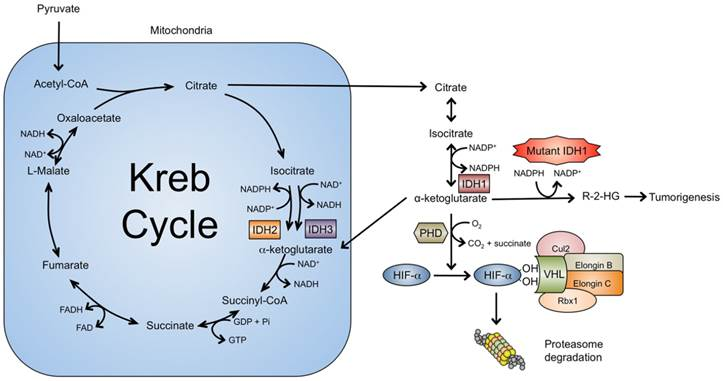 Pyruvate
Mitochondria
Acetyl-CoA
Citrate
Citrate
Oxaloacetate
NADH
NAD+
L-Malate
Kreb
Cycle
Isocitrate
NADPH
NADP+
NAD+
NADH
IDH2
IDH3
α-ketoglutarate
NAD+
NADH
Succinyl-CoA
GDP + Pi
GTP
Succinate
FADH
FAD
Fumarate
Isocitrate
NADP+
NADPH
IDH1
α-ketoglutarate
Mutant IDH1
NADPH
NADP+
R-2-HG
Tumorigenesis
PHD
O2
CO2 + succinate
HIF-α
HIF-α
OH
OH
Cul2
VHL
Elongin B
Elongin C
Rbx1
Proteasome
degradation